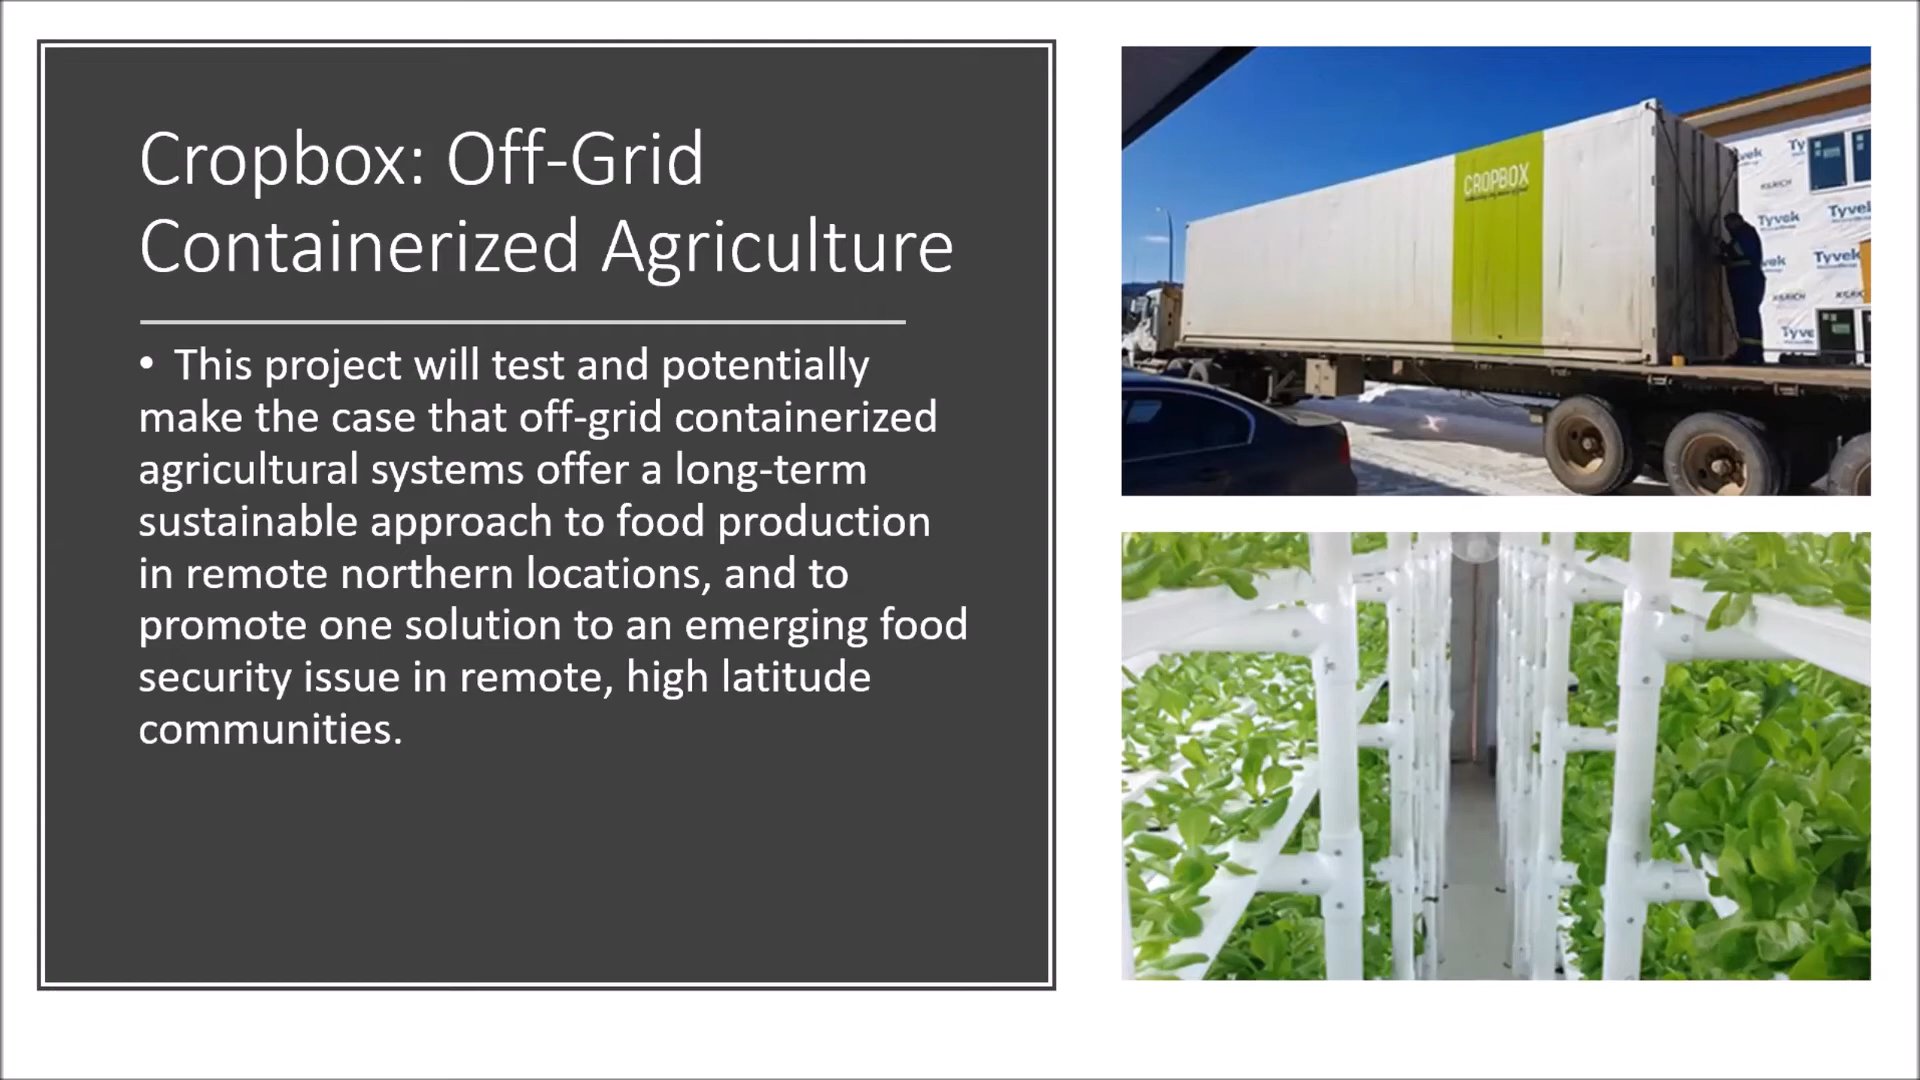 Cropbox: Off-Grid
Containerized Agriculture
• This project will test and potentially
make the case that off-grid containerized
agricultural systems offer a long-term
sustainable approach to food production
in remote northern locations, and to
promote one solution to an emerging food
security issue in remote, high latitude
communities.
CROPBOX
Tyvek
Tyvek
Tyvek
Tyvek